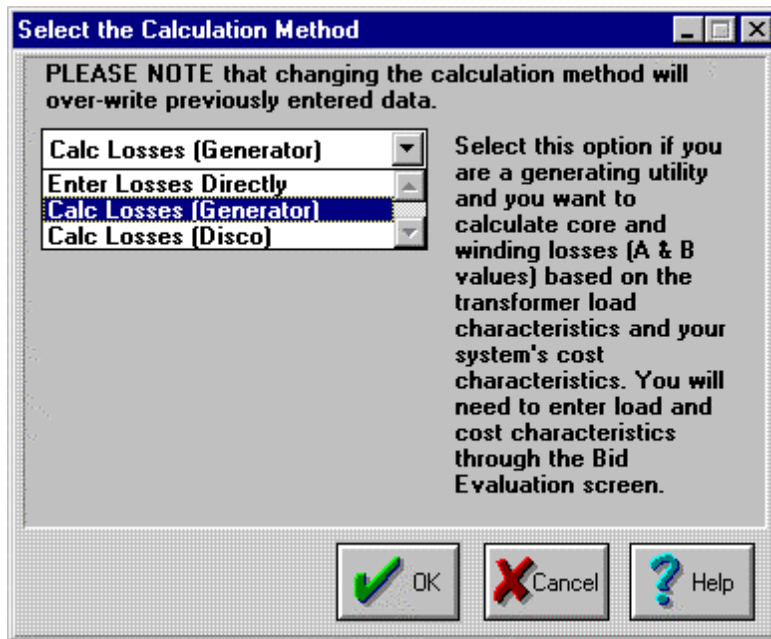 Select the Calculation Method
PLEASE NOTE that changing the calculation method will
over-write previously entered data.
Calc Losses (Generator)
Enter Losses Directly
Calc Losses (Generator)
Calc Losses (Disco)
Select this option if you
are a generating utility
and you want to
calculate core and
winding losses (A & B
values) based on the
transformer load
characteristics and your
system's cost
characteristics. You will
need to enter load and
cost characteristics
through the Bid
Evaluation screen.
OK
Cancel
Help